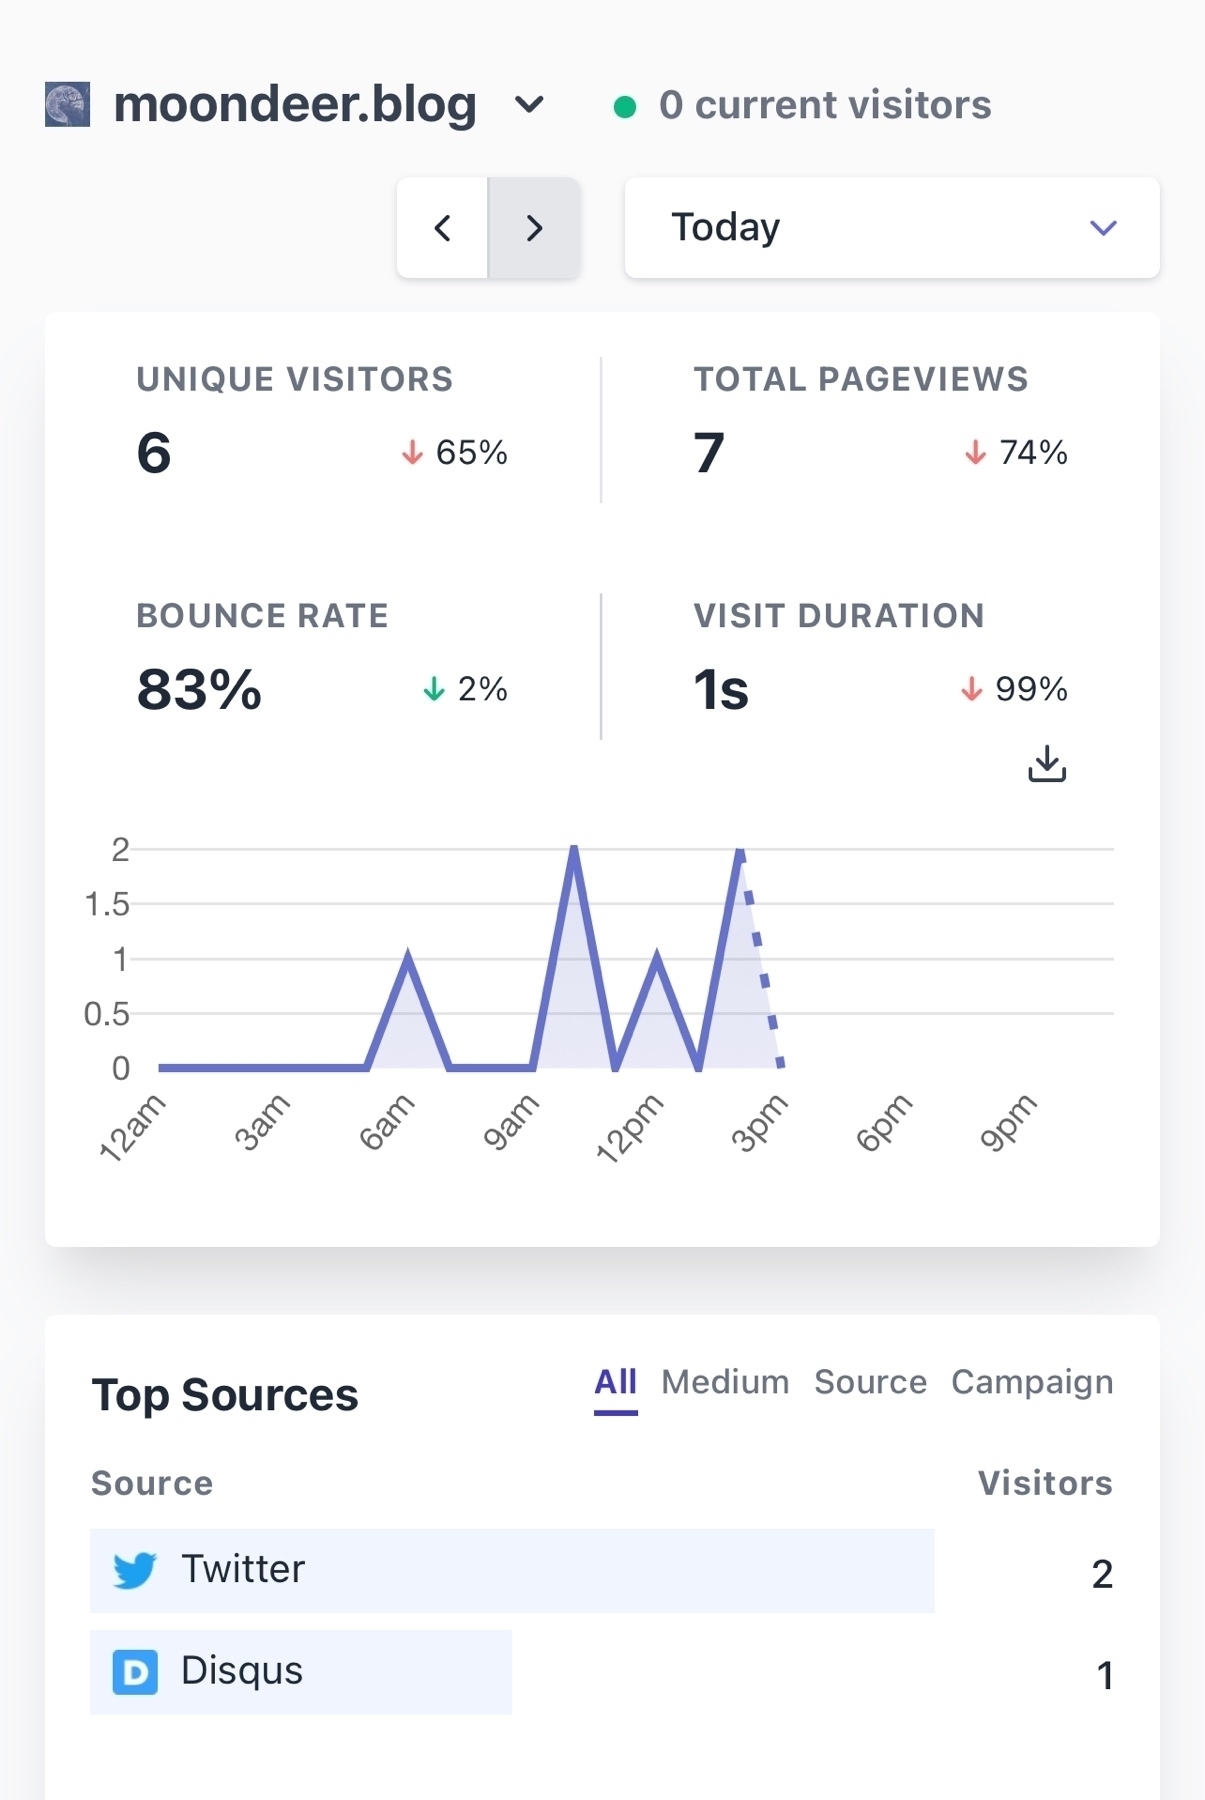 moondeer.blog 0 current visitors
Today
UNIQUE VISITORS TOTAL PAGEVIEWS
6 65% 7 74%
BOUNCE RATE VISIT DURATION
83% 2% 1s 99%
2
1.5
1
0.5
0
12am 3am 6am 9am 12pm 3pm 6pm 9pm
Top Sources All Medium Source Campaign
Source Visitors
Twitter 2
D Disqus 1